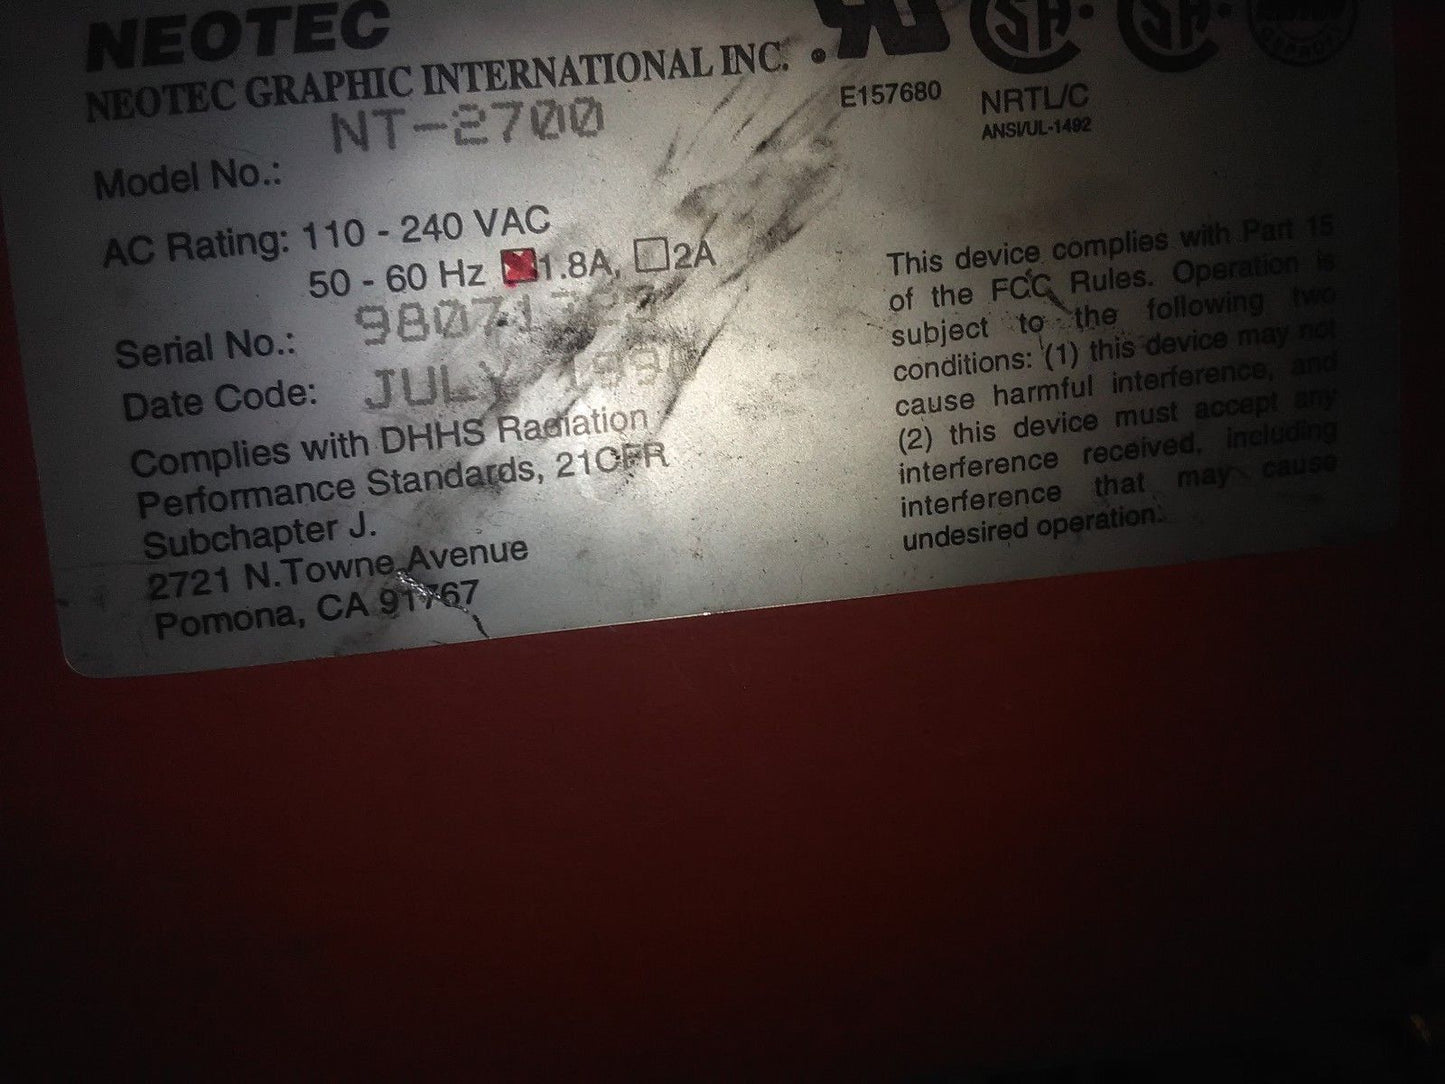 NEOTEC
NEOTEC GRAPHIC INTERNATIONAL INC.
Model No.: NT-2700
AC Rating: 110 - 240 VAC
50 - 60 Hz 1.8A, 2A
Serial No.:
Date Code: JULY
Complies with DHHS Radiation
Performance Standards, 21CFR
Subchapter J.
2721 N.Towne Avenue
Pomona, CA 91767
E157680
NRTL/C
ANSI/UL-1492
This device complies with Part 15
of the FCC Rules. Operation is
subject to the following two
conditions: (1) this device may not
cause harmful interference, and
(2) this device must accept any
interference received, including
interference that may cause
undesired operation.